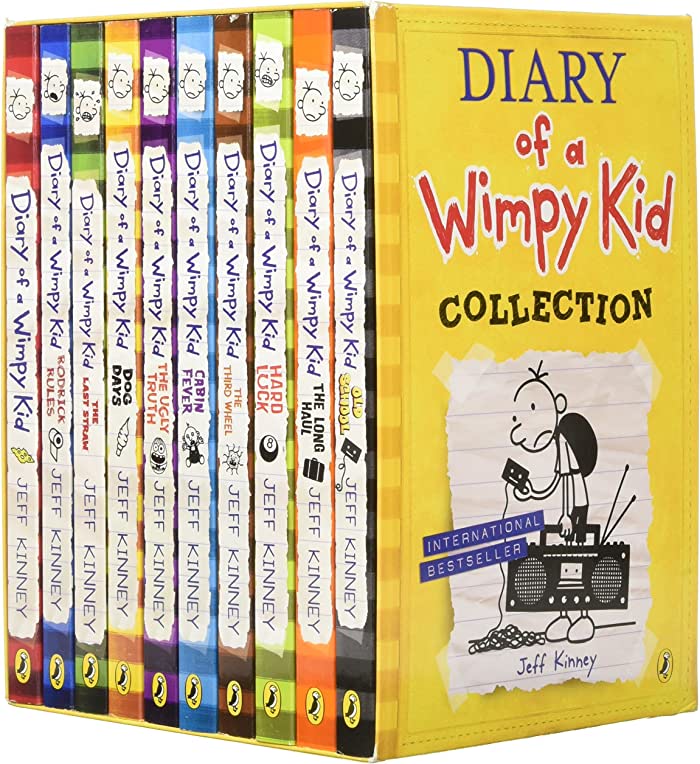 Diary of a Wimpy Kid
JEFF KINNEY
Diary of a Wimpy Kid
RODRICK
RULES
JEFF KINNEY
Diary of a Wimpy Kid
THE
LAST STRAW
JEFF KINNEY
Diary of a Wimpy Kid
DOG
DAYS
JEFF KINNEY
Diary of a Wimpy Kid
THE UGLY
TRUTH
JEFF KINNEY
Diary of a Wimpy Kid
CABIN
FEVER
JEFF KINNEY
Diary of a Wimpy Kid
THE
THIRD WHEEL
JEFF KINNEY
Diary of a Wimpy Kid
HARD
LUCK
8
JEFF KINNEY
Diary of a Wimpy Kid
THE LONG
HAUL
JEFF KINNEY
Diary of a Wimpy Kid
OLD
SCHOOL
JEFF KINNEY
DIARY
of a
Wimpy Kid
COLLECTION
INTERNATIONAL
BESTSELLER
Jeff Kinney